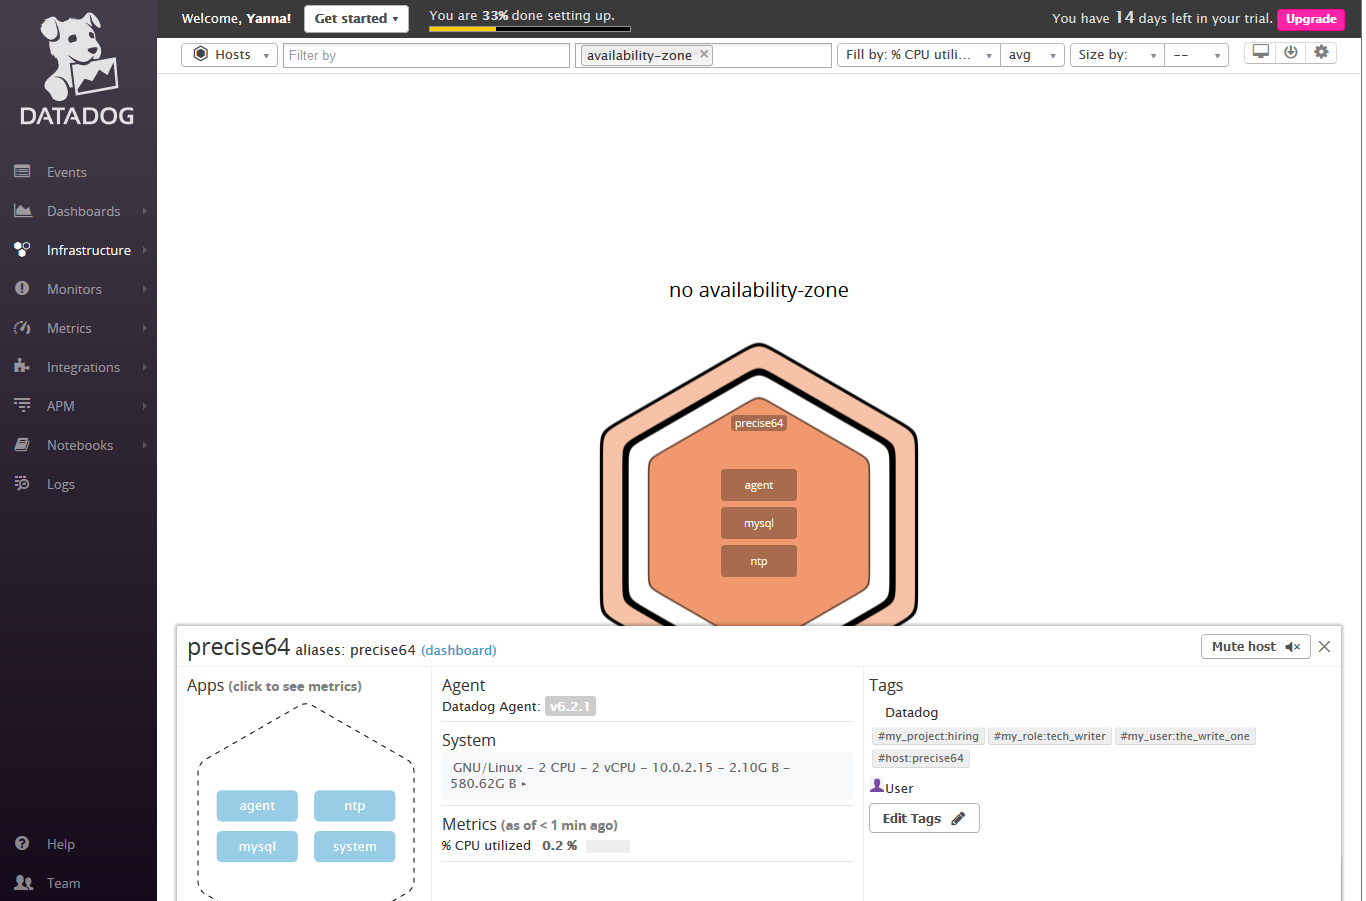 DATADOG
Welcome, Yanna!
Get started
You are 33% done setting up.
You have 14 days left in your trial.
Upgrade
Hosts
Filter by
availability-zone ×
Fill by: % CPU utili...
avg
Size by:
--
Events
Dashboards
Infrastructure
Monitors
Metrics
Integrations
APM
Notebooks
Logs
Help
Team
no availability-zone
precise64
agent
mysql
ntp
precise64 aliases: precise64 (dashboard)
Mute host
Apps (click to see metrics)
agent
ntp
mysql
system
Agent
Datadog Agent: v6.2.1
System
GNU/Linux – 2 CPU – 2 vCPU – 10.0.2.15 – 2.10G B –
580.62G B
Metrics (as of < 1 min ago)
% CPU utilized 0.2 %
Tags
Datadog
#my_project:hiring #my_role:tech_writer #my_user:the_write_one
#host:precise64
User
Edit Tags